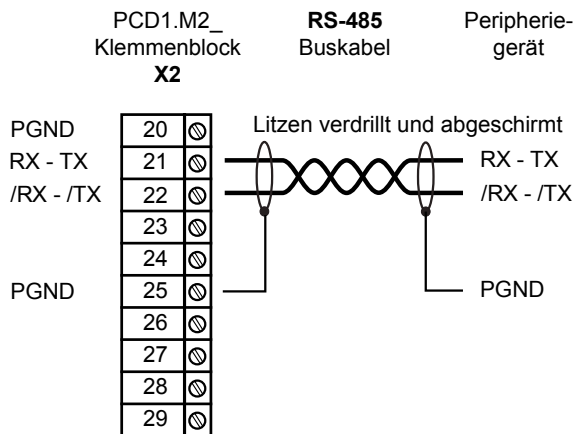 PCD1.M2_ RS-485 Peripherie-
Klemmenblock Buskabel gerät
X2
PGND 20 Litzen verdrillt und abgeschirmt
RX - TX 21 RX - TX
/RX - /TX 22 /RX - /TX
23
24
PGND 25 PGND
26
27
28
29